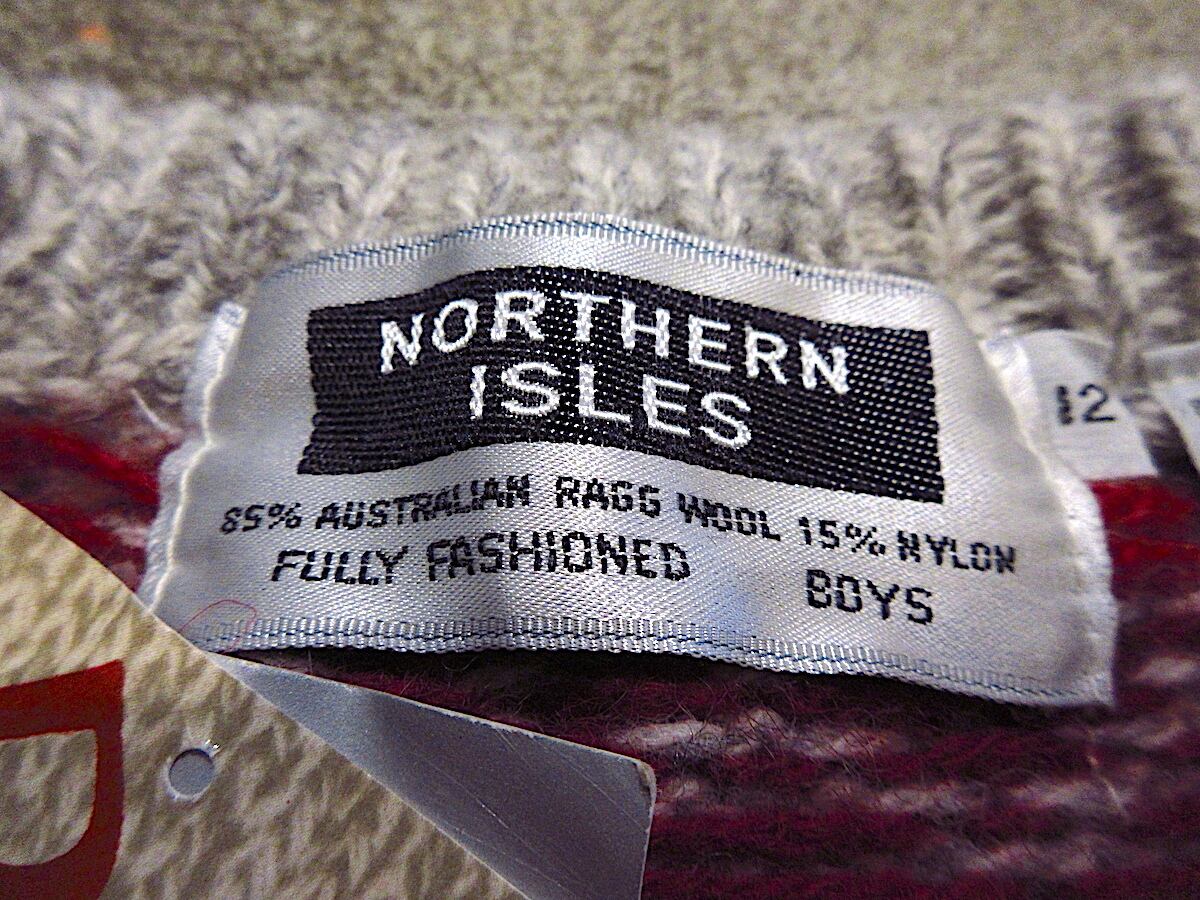 NORTHERN
ISLES
85% AUSTRALIAN RAGG WOOL 15% NYLON
FULLY FASHIONED BOYS
12